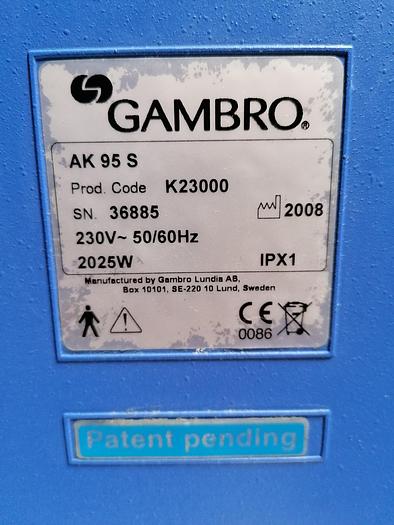 GAMBRO®
AK 95 S
Prod. Code K23000
SN. 36885 2008
230V~ 50/60Hz
2025W IPX1
Manufactured by Gambro Lundia AB,
Box 10101, SE-220 10 Lund, Sweden
CE
0086
Patent pending